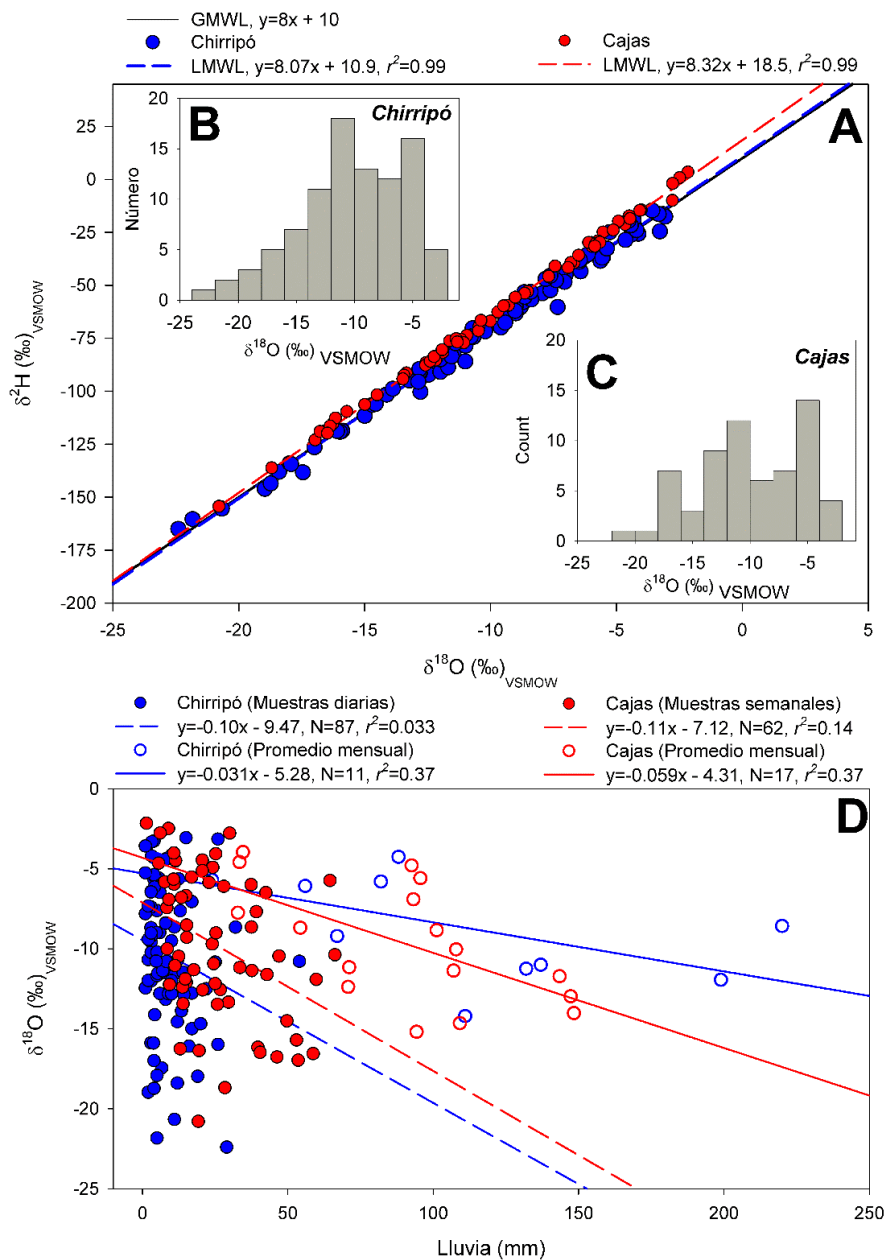 GMWL, y=8x + 10
Chirripó
LMWL, y=8.07x + 10.9, r²=0.99
Cajas
LMWL, y=8.32x + 18.5, r²=0.99
A
25
0
-25
-50
-75
-100
-125
-150
-175
-200
δ²H (‰)VSMOW
-25 -20 -15 -10 -5 0 5
δ¹⁸O (‰)VSMOW
B
Chirripó
20
15
10
5
0
Número
-25 -20 -15 -10 -5
δ¹⁸O (‰)VSMOW
C
Cajas
20
15
10
5
0
Count
-25 -20 -15 -10 -5
δ¹⁸O (‰)VSMOW
Chirripó (Muestras diarias)
y=-0.10x - 9.47, N=87, r²=0.033
Chirripó (Promedio mensual)
y=-0.031x - 5.28, N=11, r²=0.37
Cajas (Muestras semanales)
y=-0.11x - 7.12, N=62, r²=0.14
Cajas (Promedio mensual)
y=-0.059x - 4.31, N=17, r²=0.37
D
0
-5
-10
-15
-20
-25
δ¹⁸O (‰)VSMOW
0 50 100 150 200 250
Lluvia (mm)